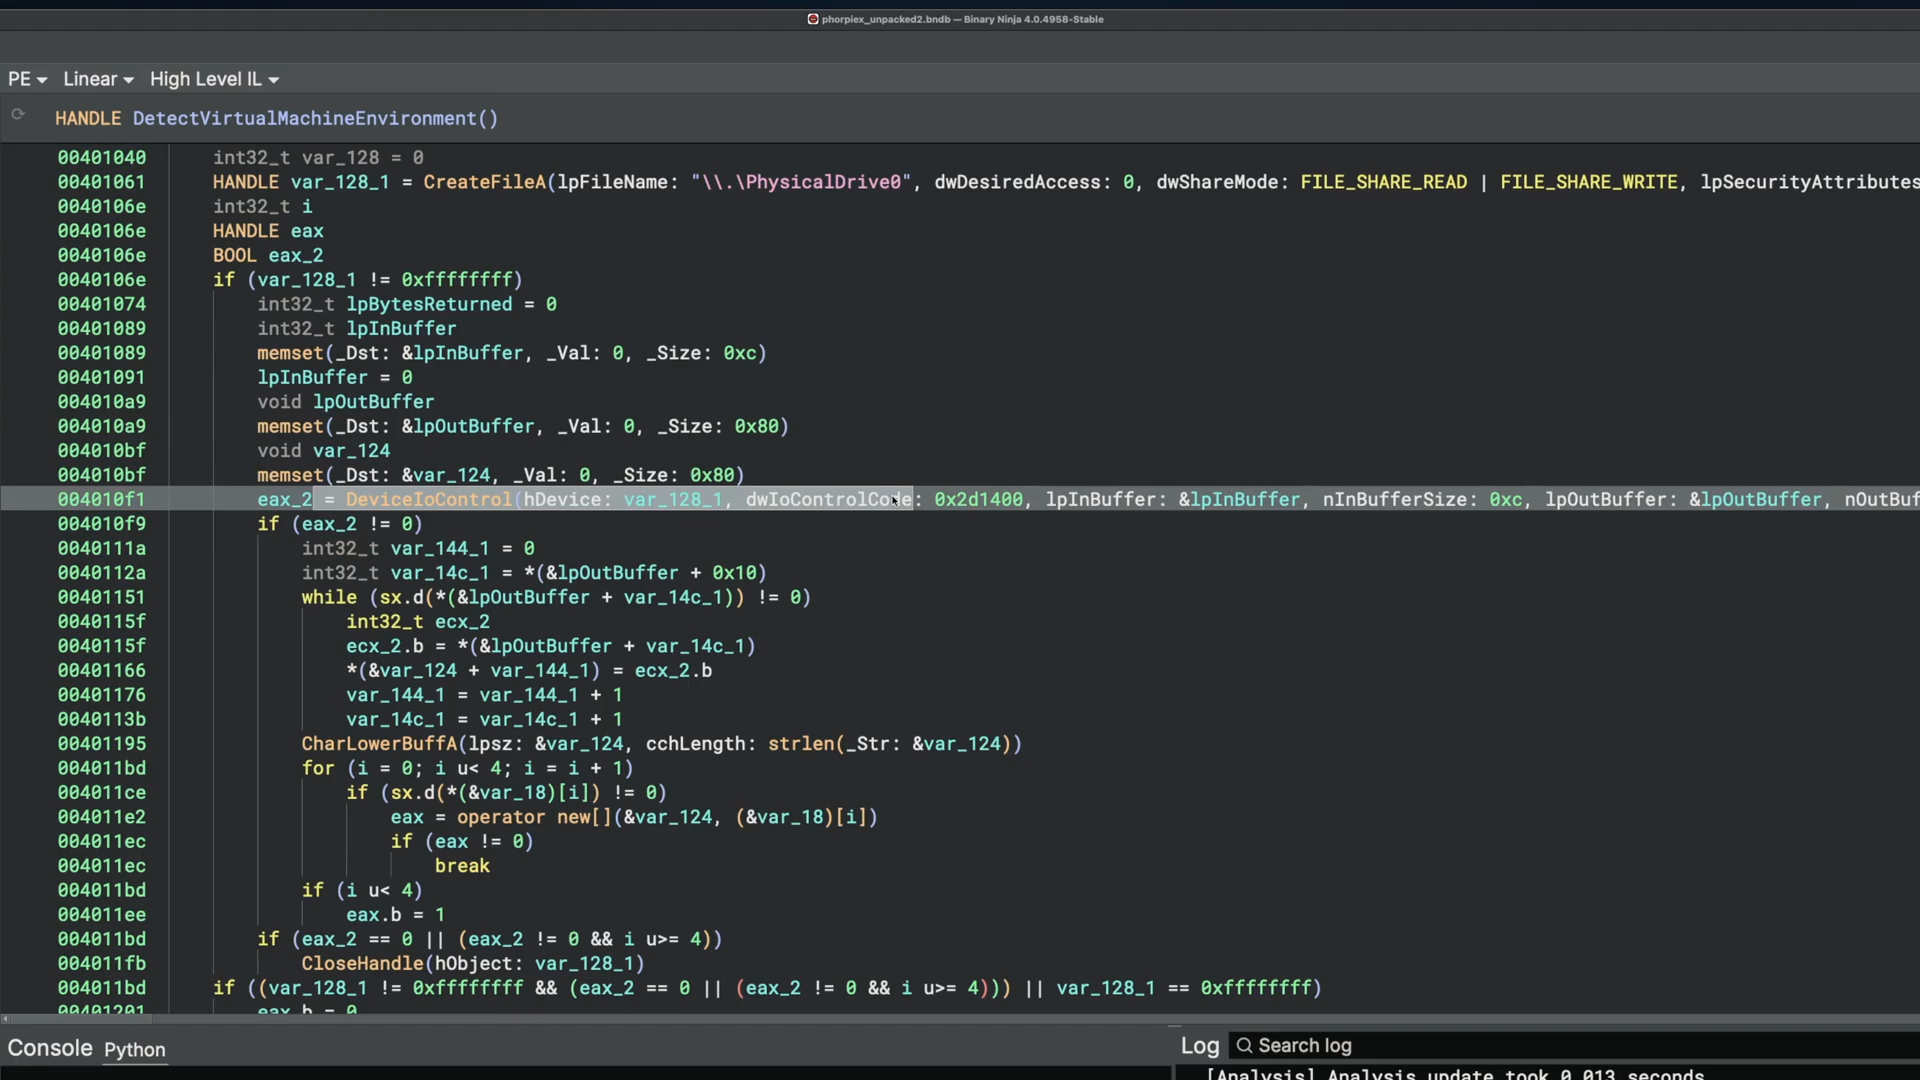 phorpiex_unpacked2.bndb — Binary Ninja 4.0.4958-Stable
PE Linear High Level IL
HANDLE DetectVirtualMachineEnvironment()
00401040 int32_t var_128 = 0
00401061 HANDLE var_128_1 = CreateFileA(lpFileName: "\\.\PhysicalDrive0", dwDesiredAccess: 0, dwShareMode: FILE_SHARE_READ | FILE_SHARE_WRITE, lpSecurityAttributes
0040106e int32_t i
0040106e HANDLE eax
0040106e BOOL eax_2
0040106e if (var_128_1 != 0xffffffff)
00401074 int32_t lpBytesReturned = 0
00401089 int32_t lpInBuffer
00401089 memset(_Dst: &lpInBuffer, _Val: 0, _Size: 0xc)
00401091 lpInBuffer = 0
004010a9 void lpOutBuffer
004010a9 memset(_Dst: &lpOutBuffer, _Val: 0, _Size: 0x80)
004010bf void var_124
004010bf memset(_Dst: &var_124, _Val: 0, _Size: 0x80)
004010f1 eax_2 = DeviceIoControl(hDevice: var_128_1, dwIoControlCode: 0x2d1400, lpInBuffer: &lpInBuffer, nInBufferSize: 0xc, lpOutBuffer: &lpOutBuffer, nOutBuf
004010f9 if (eax_2 != 0)
0040111a int32_t var_144_1 = 0
0040112a int32_t var_14c_1 = *(&lpOutBuffer + 0x10)
00401151 while (sx.d(*(&lpOutBuffer + var_14c_1)) != 0)
0040115f int32_t ecx_2
0040115f ecx_2.b = *(&lpOutBuffer + var_14c_1)
00401166 *(&var_124 + var_144_1) = ecx_2.b
00401176 var_144_1 = var_144_1 + 1
0040113b var_14c_1 = var_14c_1 + 1
00401195 CharLowerBuffA(lpsz: &var_124, cchLength: strlen(_Str: &var_124))
004011bd for (i = 0; i u< 4; i = i + 1)
004011ce if (sx.d(*(&var_18)[i]) != 0)
004011e2 eax = operator new[](&var_124, (&var_18)[i])
004011ec if (eax != 0)
004011ec break
004011bd if (i u< 4)
004011ee eax.b = 1
004011bd if (eax_2 == 0 || (eax_2 != 0 && i u>= 4))
004011fb CloseHandle(hObject: var_128_1)
004011bd if ((var_128_1 != 0xffffffff && (eax_2 == 0 || (eax_2 != 0 && i u>= 4))) || var_128_1 == 0xffffffff)
00401201 eax.b = 0
Console Python
Log Search log
[Analysis] Analysis update took 0.013 seconds